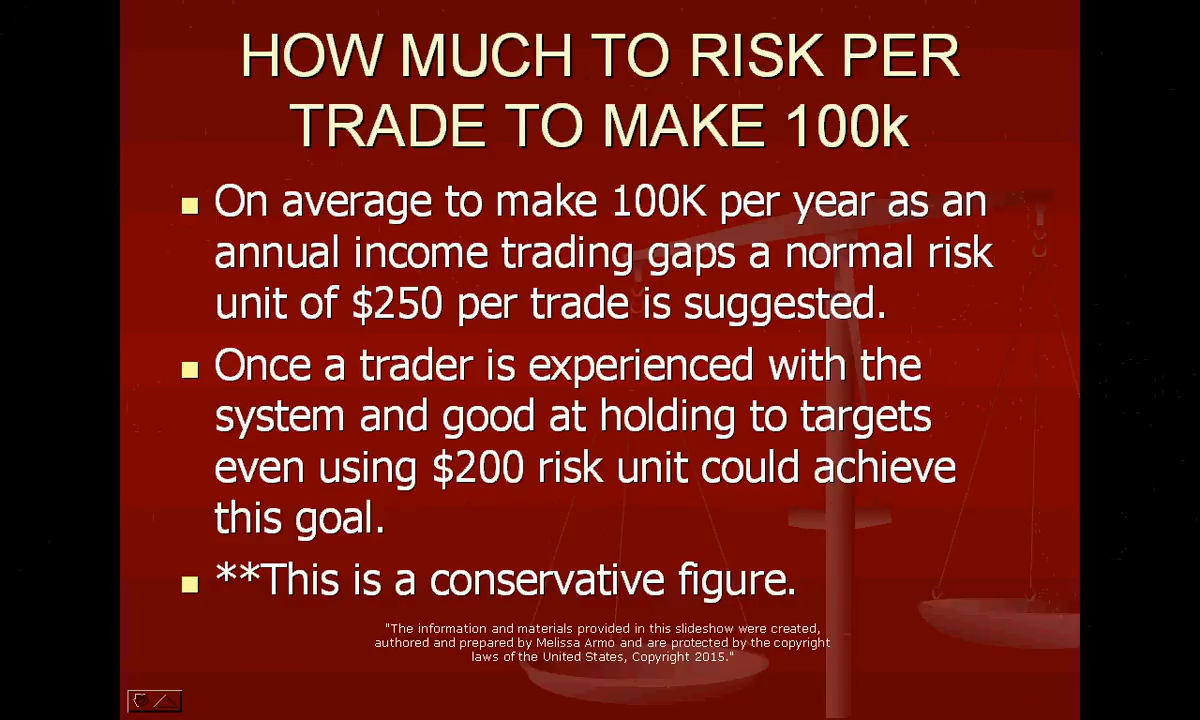 HOW MUCH TO RISK PER
TRADE TO MAKE 100k
On average to make 100K per year as an
annual income trading gaps a normal risk
unit of $250 per trade is suggested.
Once a trader is experienced with the
system and good at holding to targets
even using $200 risk unit could achieve
this goal.
**This is a conservative figure.
"The information and materials provided in this slideshow were created,
authored and prepared by Melissa Armo and are protected by the copyright
laws of the United States, Copyright 2015."